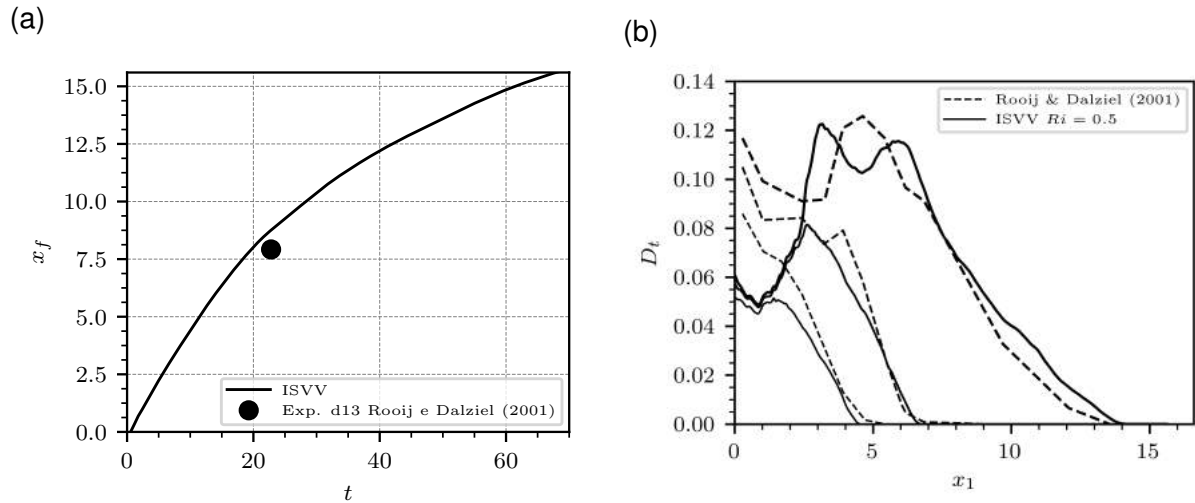 (a)
15.0
12.5
10.0
7.5
5.0
2.5
0.0
x_f
0
20
40
60
t
ISVV
Exp. d13 Rooij e Dalziel (2001)
(b)
0.14
0.12
0.10
0.08
0.06
0.04
0.02
0.00
D_t
0
5
10
15
x_1
Rooij & Dalziel (2001)
ISVV Ri = 0.5